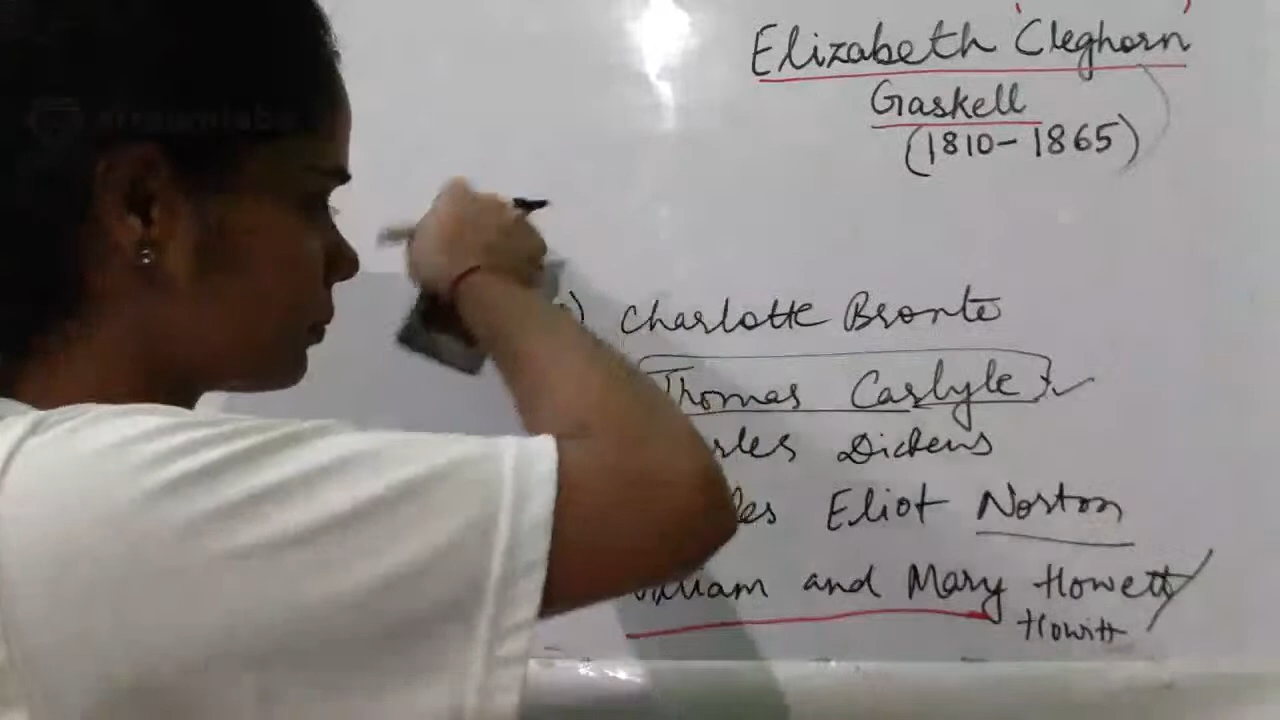 Elizabeth Cleghorn
Gaskell
(1810-1865)
) Charlotte Bronte
Thomas Carlyle
Dickens
Eliot Norton
and Mary Howett
Howitt